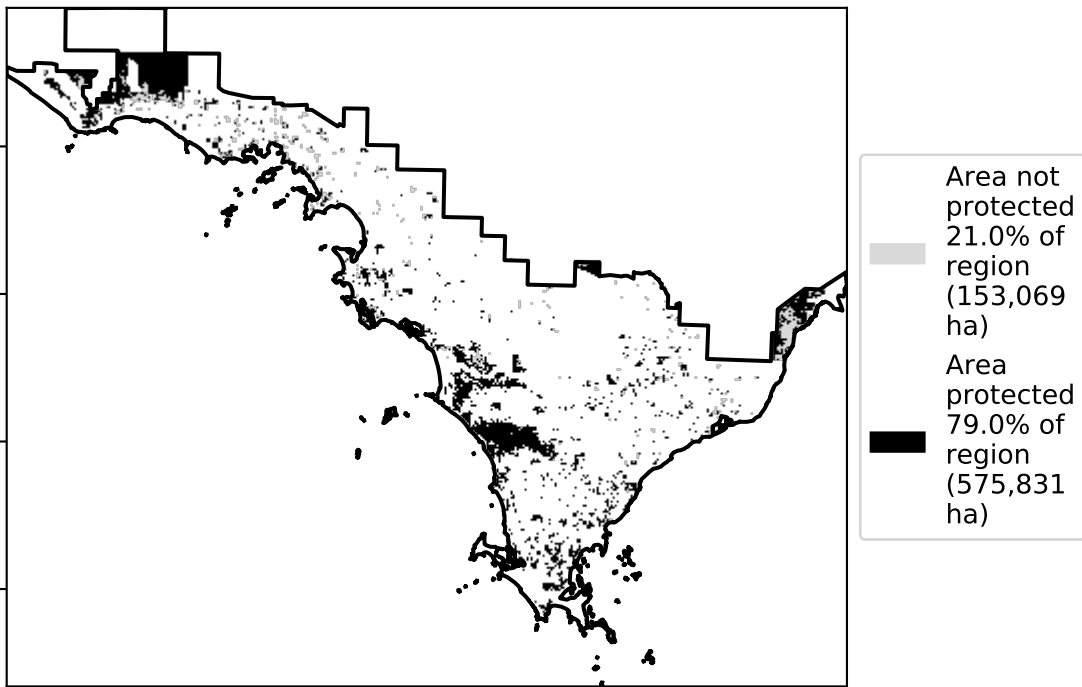 Area not
protected
21.0% of
region
(153,069
ha)
Area
protected
79.0% of
region
(575,831
ha)